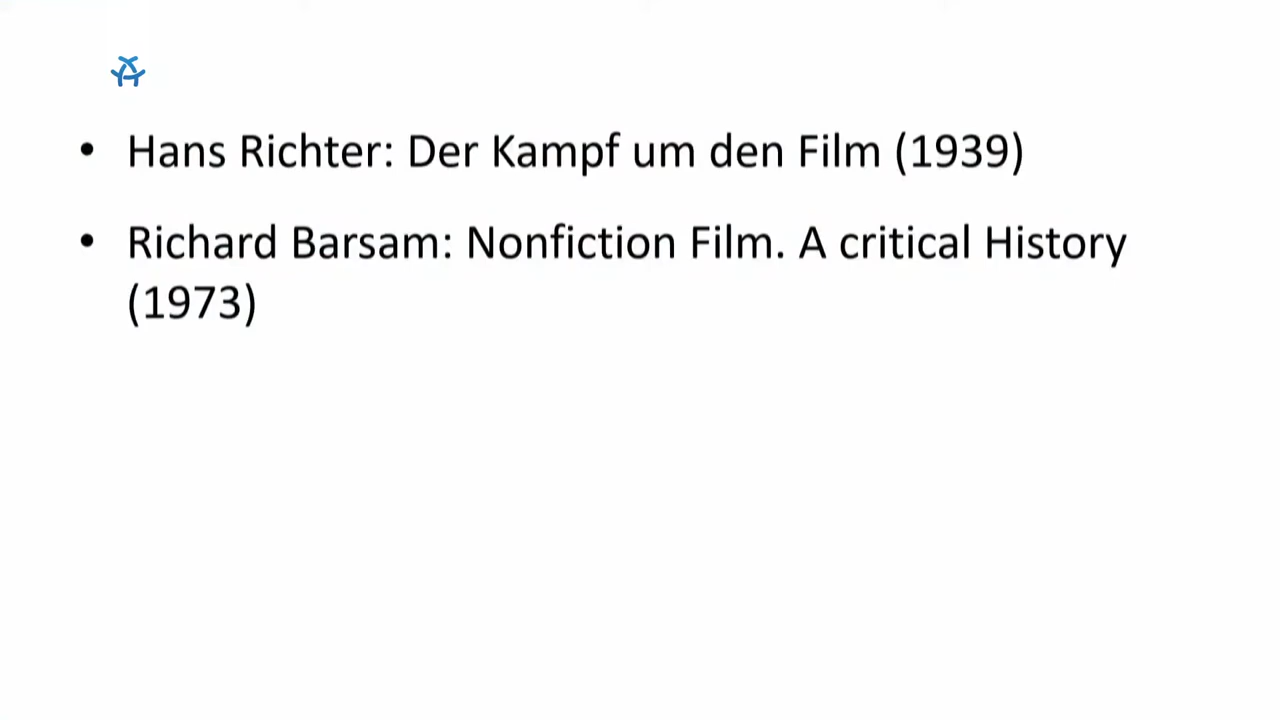 • Hans Richter: Der Kampf um den Film (1939)
• Richard Barsam: Nonfiction Film. A critical History
(1973)